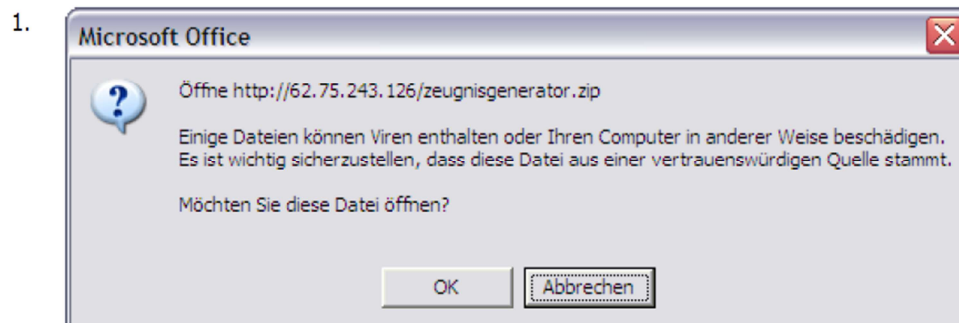 1.
Microsoft Office
Öffne http://62.75.243.126/zeugnisgenerator.zip
Einige Dateien können Viren enthalten oder Ihren Computer in anderer Weise beschädigen.
Es ist wichtig sicherzustellen, dass diese Datei aus einer vertrauenswürdigen Quelle stammt.
Möchten Sie diese Datei öffnen?
OK
Abbrechen